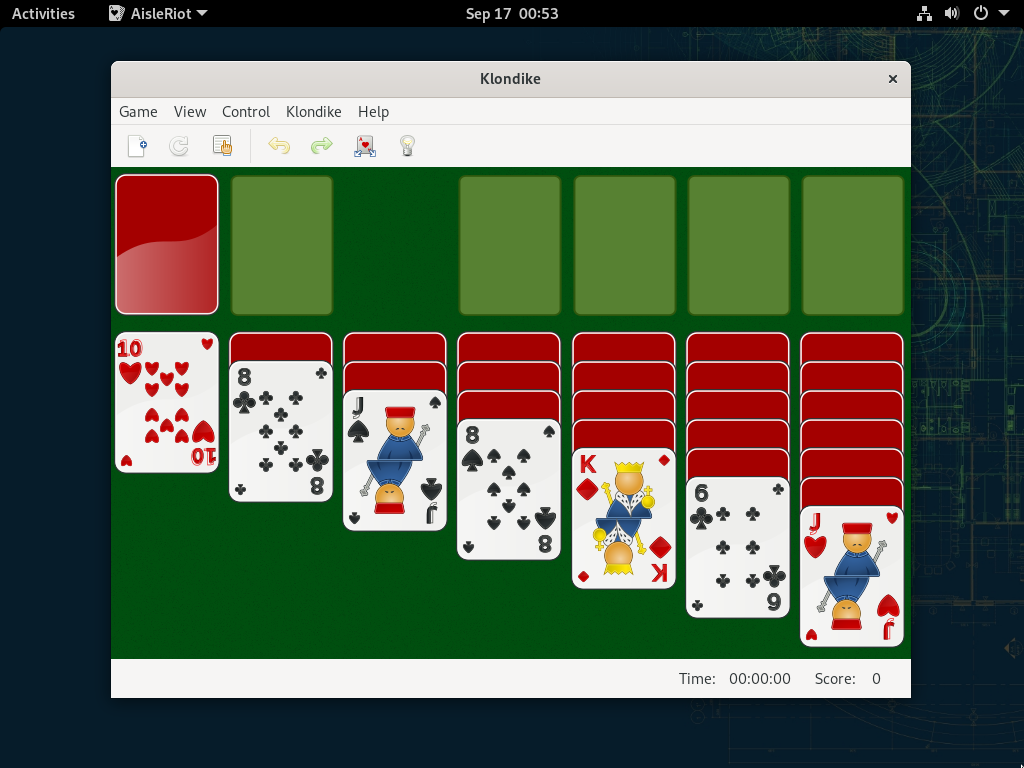 Activities AisleRiot Sep 17 00:53
Klondike
Game View Control Klondike Help
10 8 J 8 K 6 J
10 8 J 8 K 6 J
Time: 00:00:00 Score: 0